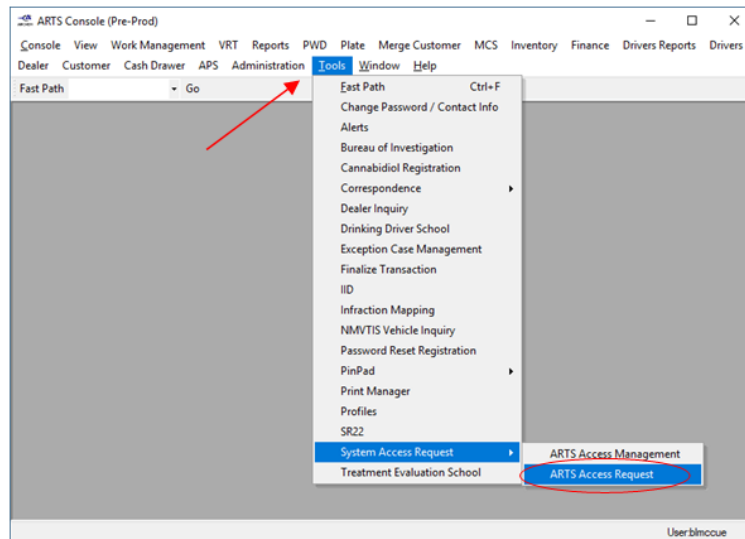 ARTS Console (Pre-Prod)
Console View Work Management VRT Reports PWD Plate Merge Customer MCS Inventory Finance Drivers Reports Drivers
Dealer Customer Cash Drawer APS Administration Tools Window Help
Fast Path Go
Fast Path Ctrl+F
Change Password / Contact Info
Alerts
Bureau of Investigation
Cannabidiol Registration
Correspondence
Dealer Inquiry
Drinking Driver School
Exception Case Management
Finalize Transaction
IID
Infraction Mapping
NMVTIS Vehicle Inquiry
Password Reset Registration
PinPad
Print Manager
Profiles
SR22
System Access Request
ARTS Access Management
Treatment Evaluation School
ARTS Access Request
User:blmccue